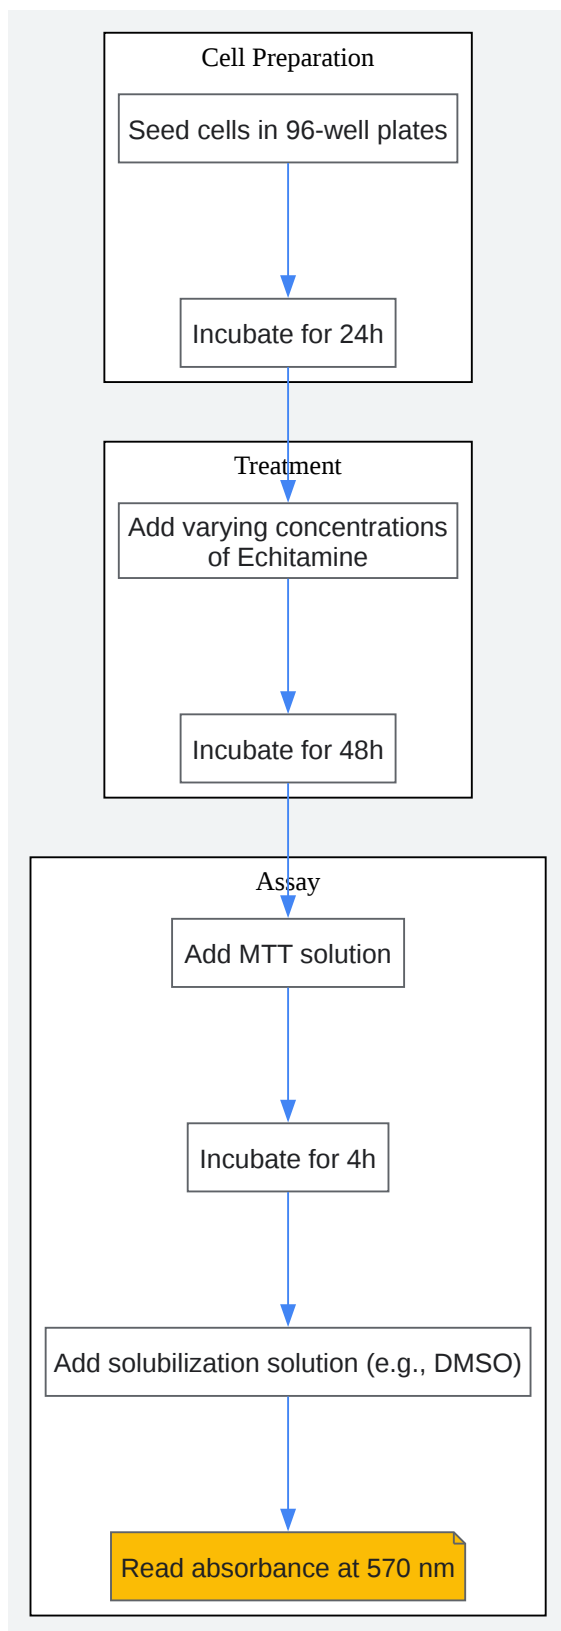 Cell Preparation
Seed cells in 96-well plates
Incubate for 24h
Treatment
Add varying concentrations
of Echitamine
Incubate for 48h
Assay
Add MTT solution
Incubate for 4h
Add solubilization solution (e.g., DMSO)
Read absorbance at 570 nm